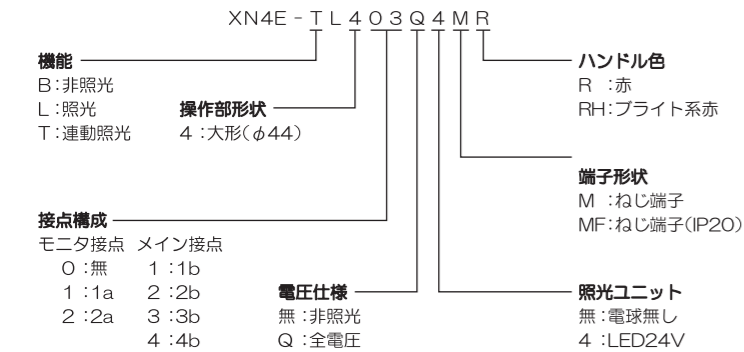 XN4E-TL403Q4MR
機能
B:非照光
L:照光
T:連動照光
操作部形状
4:大形(φ44)
接点構成
モニタ接点 メイン接点
0:無 1:1b
1:1a 2:2b
2:2a 3:3b
4:4b
電圧仕様
無:非照光
Q:全電圧
ハンドル色
R :赤
RH:ブライト系赤
端子形状
M :ねじ端子
MF:ねじ端子(IP20)
照光ユニット
無:電球無し
4:LED24V